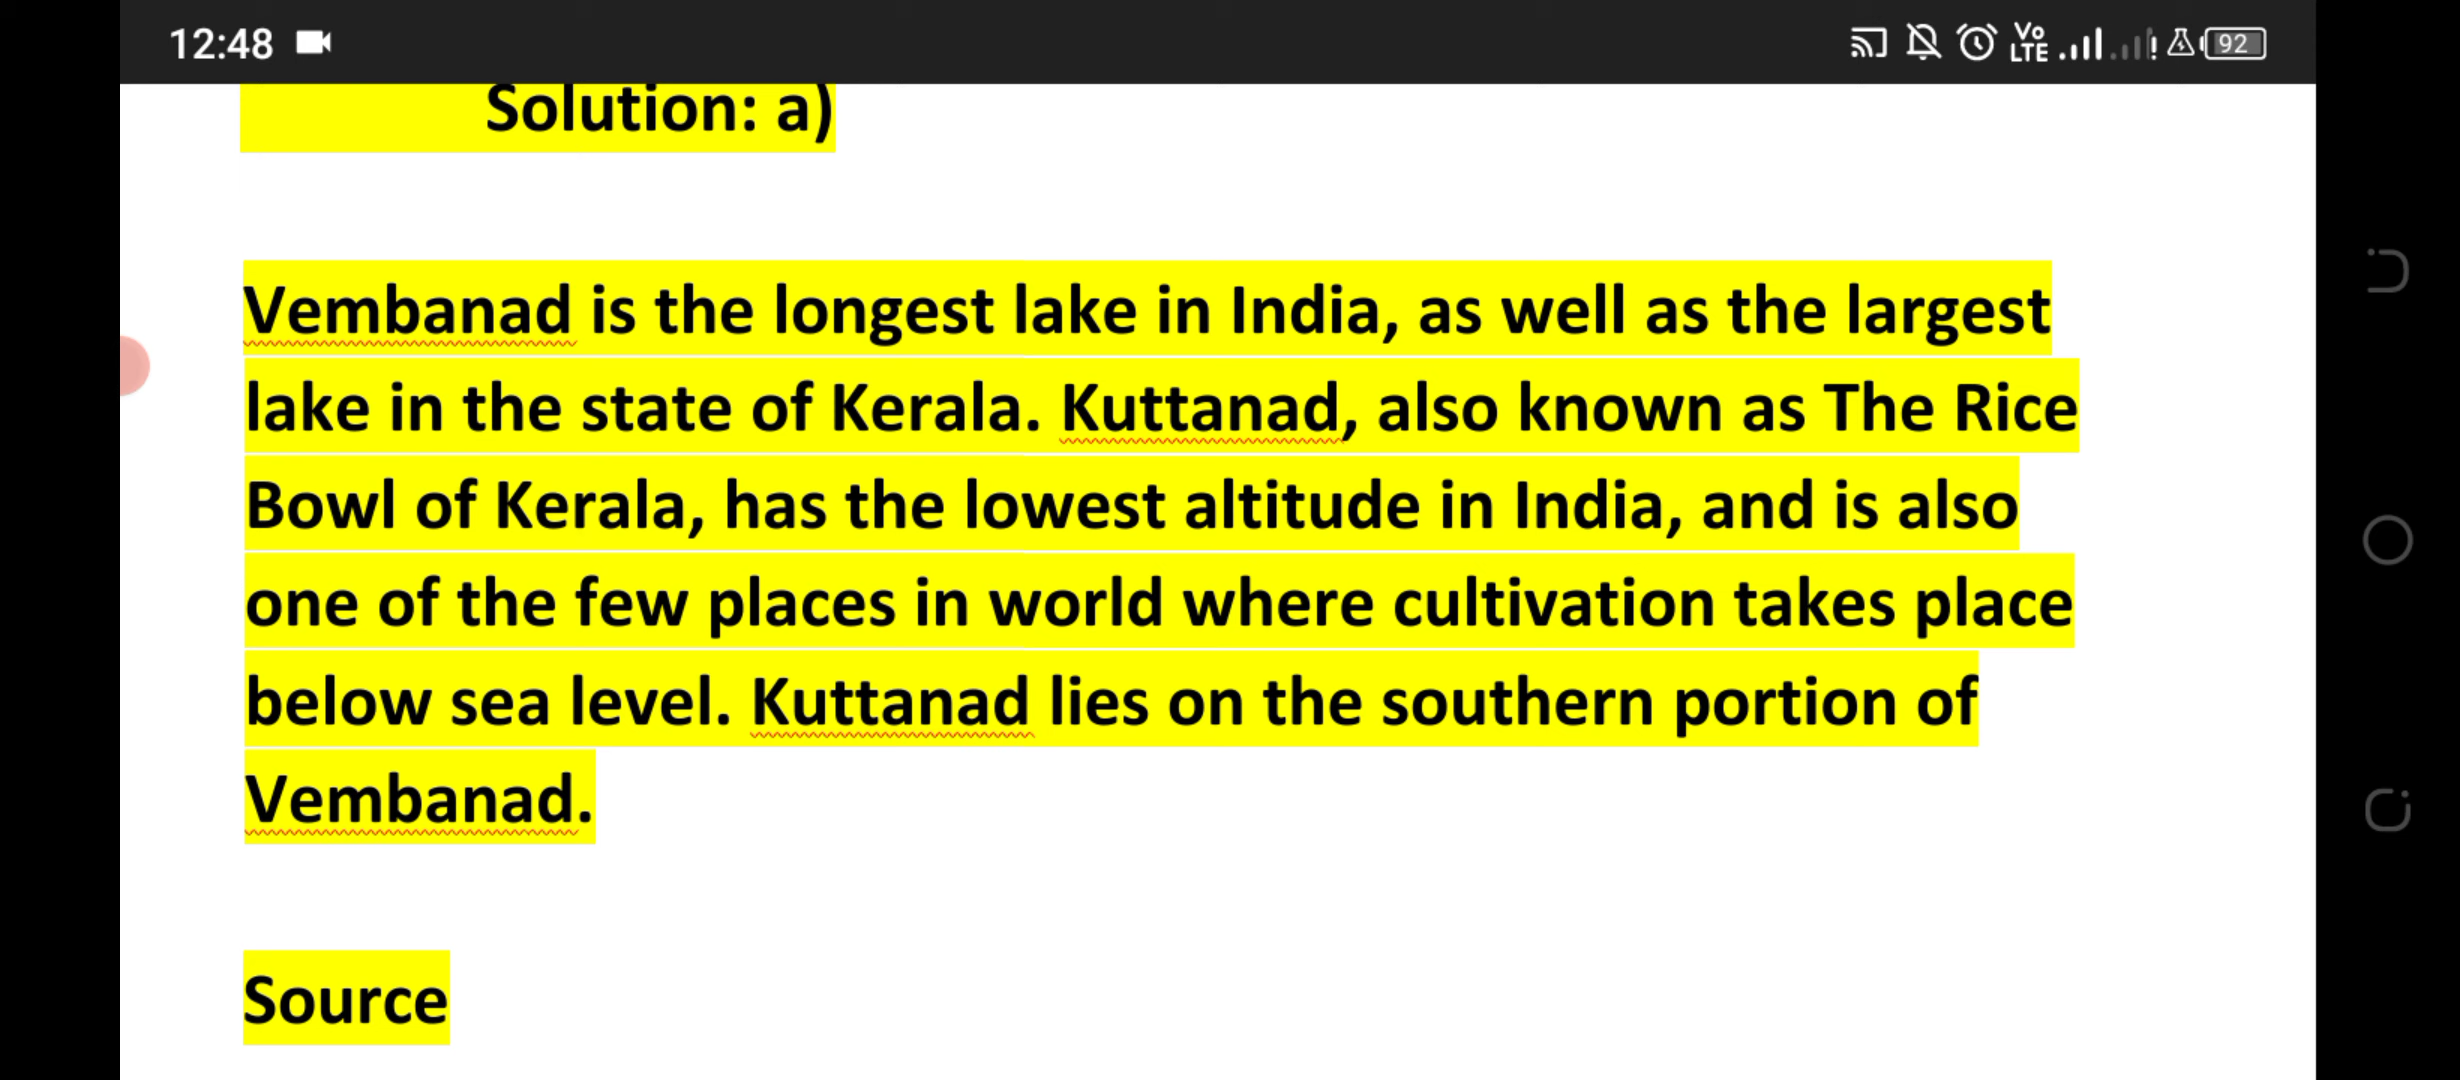 12:48
Vo
LTE
92
Solution: a)
Vembanad is the longest lake in India, as well as the largest
lake in the state of Kerala. Kuttanad, also known as The Rice
Bowl of Kerala, has the lowest altitude in India, and is also
one of the few places in world where cultivation takes place
below sea level. Kuttanad lies on the southern portion of
Vembanad.
Source